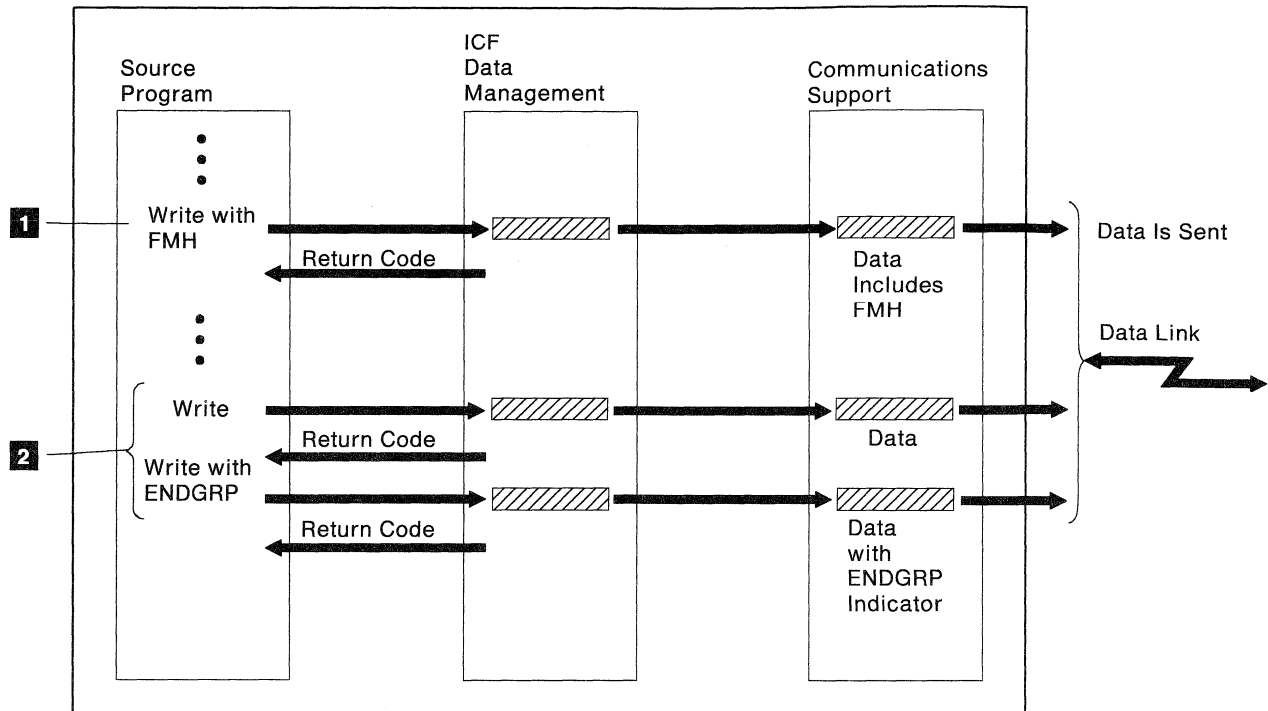 Source
Program
ICF
Data
Management
Communications
Support
1
Write with
FMH
Return Code
Data
Includes
FMH
Data Is Sent
Data Link
2
Write
Return Code
Data
Write with
ENDGRP
Return Code
Data
with
ENDGRP
Indicator